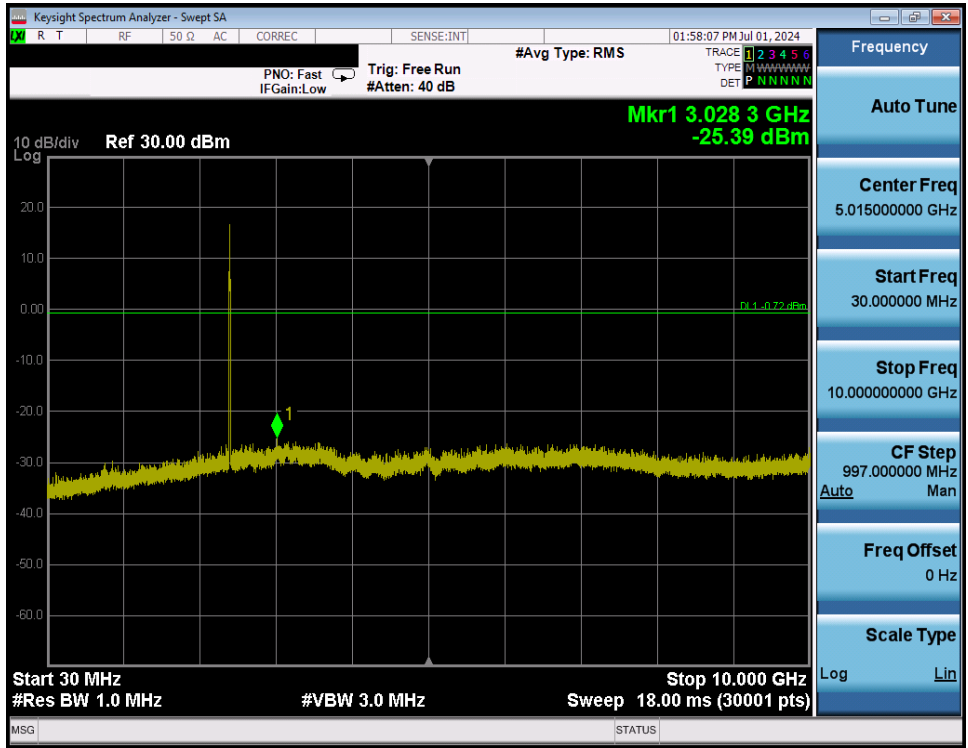 Keysight Spectrum Analyzer - Swept SA
LXI R T RF 50 Ω AC CORREC SENSE:INT 01:58:07 PM Jul 01, 2024
#Avg Type: RMS TRACE 1 2 3 4 5 6
PNO: Fast Trig: Free Run TYPE M WWWWW
IFGain:Low #Atten: 40 dB DET P N N N N N
Mkr1 3.028 3 GHz
-25.39 dBm
10 dB/div Ref 30.00 dBm
Log
20.0
10.0
0.00
DL1 -0.72 dBm
-10.0
-20.0
1
-30.0
-40.0
-50.0
-60.0
Start 30 MHz Stop 10.000 GHz
#Res BW 1.0 MHz #VBW 3.0 MHz Sweep 18.00 ms (30001 pts)
MSG STATUS
Frequency
Auto Tune
Center Freq
5.015000000 GHz
Start Freq
30.000000 MHz
Stop Freq
10.000000000 GHz
CF Step
997.000000 MHz
Auto Man
Freq Offset
0 Hz
Scale Type
Log Lin